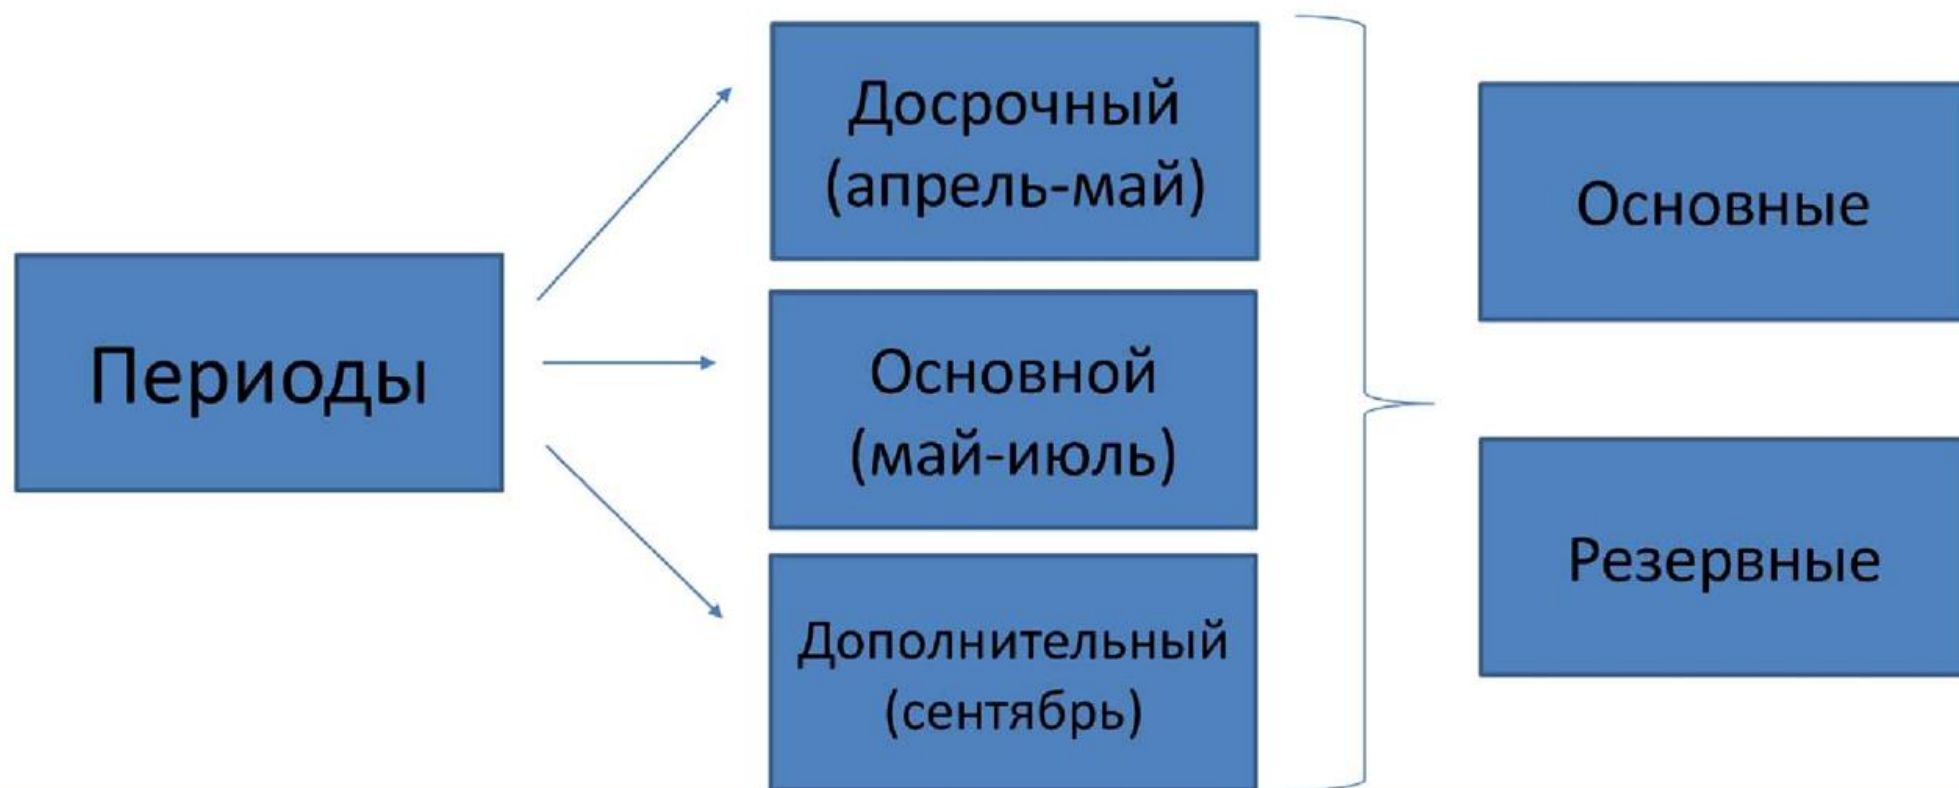 Периоды
Досрочный
(апрель-май)
Основной
(май-июль)
Дополнительный
(сентябрь)
Основные
Резервные